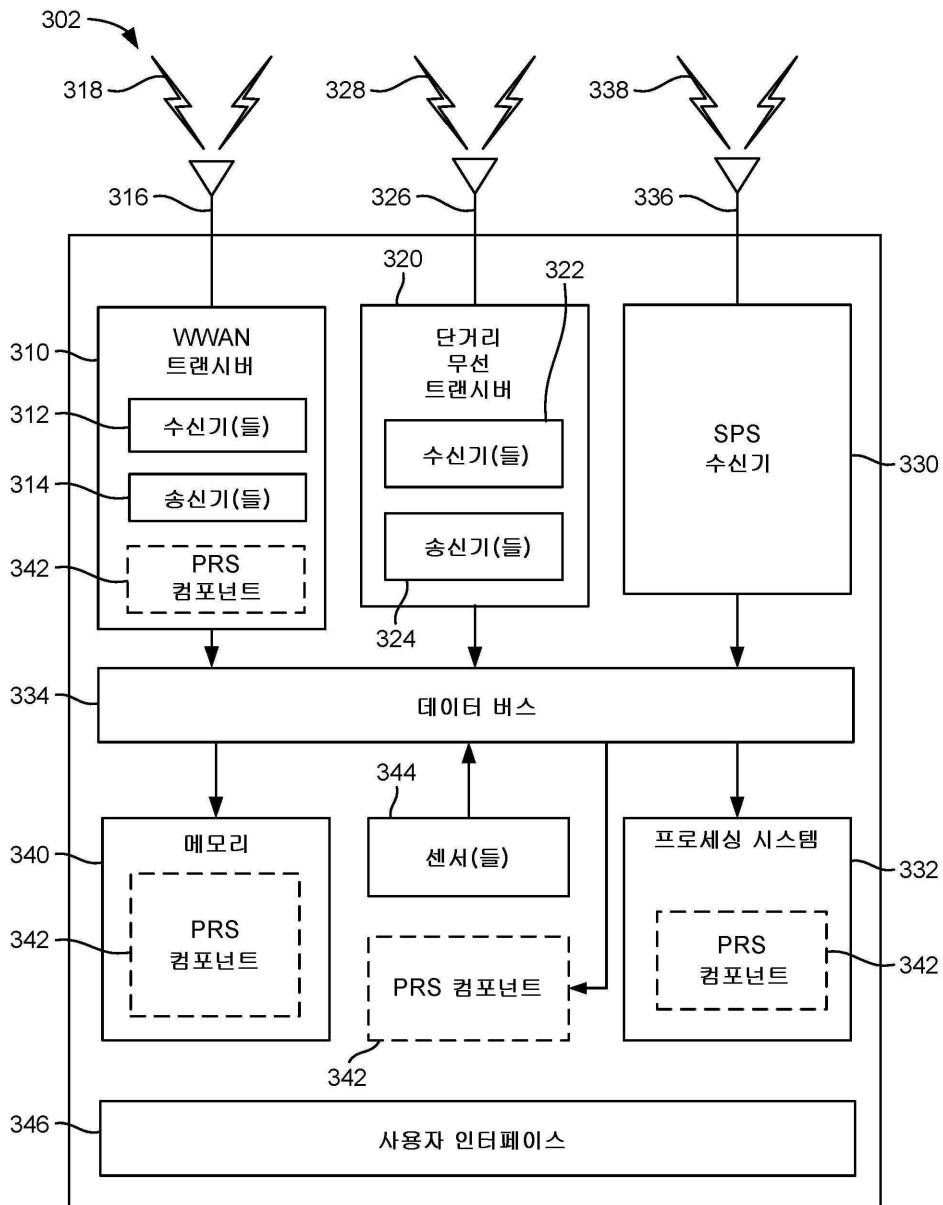 302
318
328
338
316
326
336
320
322
310
WWAN
트랜시버
단거리
무선
트랜시버
SPS
수신기
330
312
수신기(들)
수신기(들)
314
송신기(들)
송신기(들)
342
PRS
컴포넌트
324
334
데이터 버스
344
340
메모리
센서(들)
프로세싱 시스템
332
342
PRS
컴포넌트
PRS 컴포넌트
342
PRS
컴포넌트
342
346
사용자 인터페이스